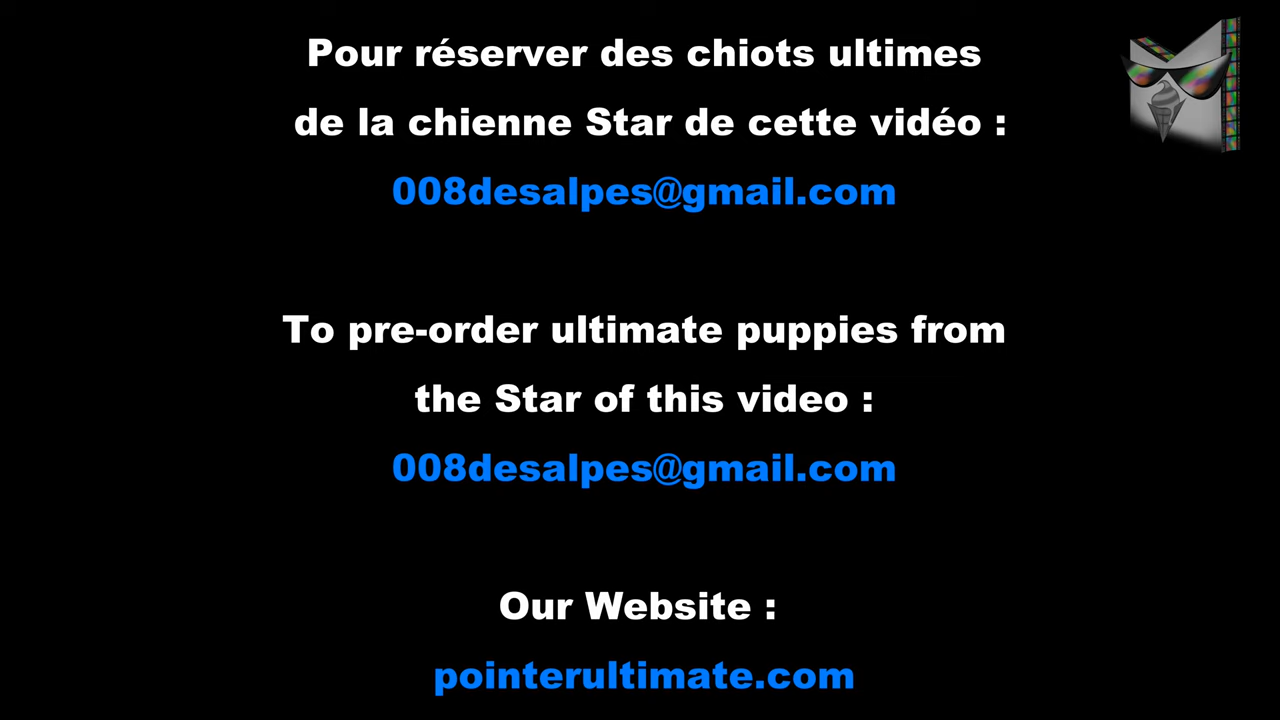 Pour réserver des chiots ultimes
de la chienne Star de cette vidéo :
008desalpes@gmail.com
To pre-order ultimate puppies from
the Star of this video :
008desalpes@gmail.com
Our Website :
pointerultimate.com